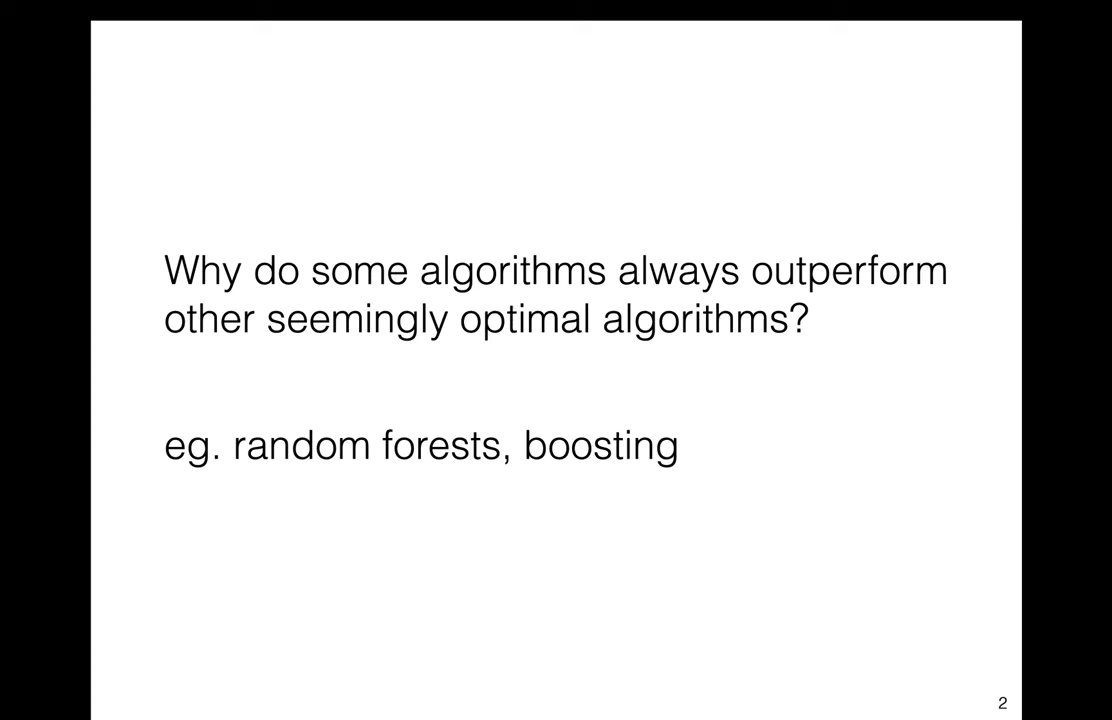 Why do some algorithms always outperform
other seemingly optimal algorithms?
eg. random forests, boosting
2